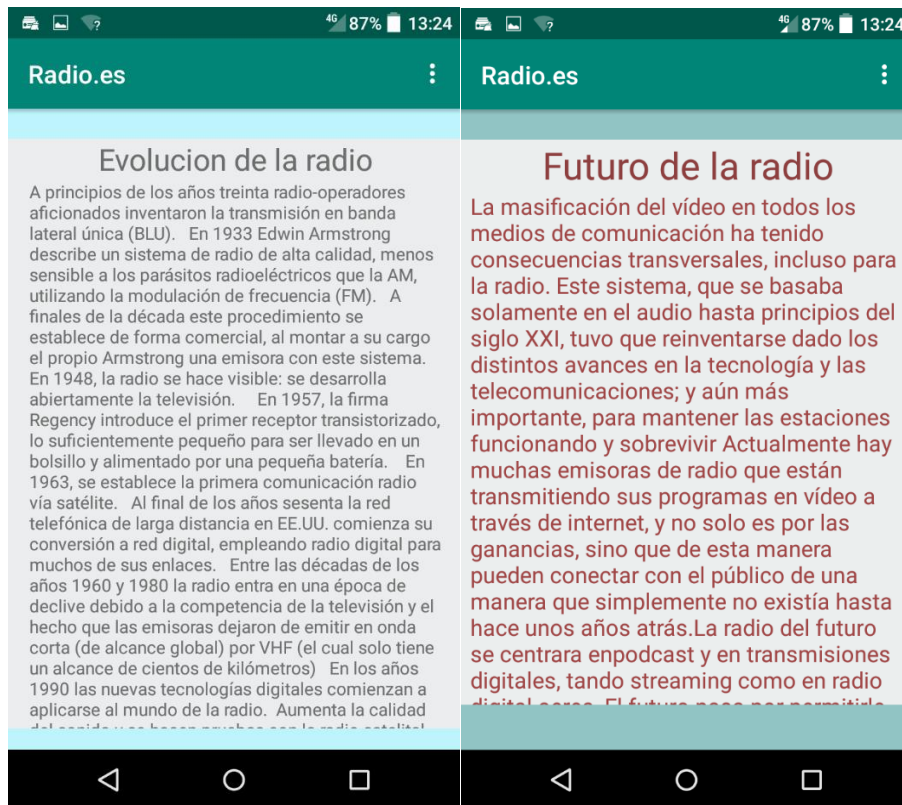 4G 87% 13:24
Radio.es
Evolucion de la radio
A principios de los años treinta radio-operadores
aficionados inventaron la transmisión en banda
lateral única (BLU).   En 1933 Edwin Armstrong
describe un sistema de radio de alta calidad, menos
sensible a los parásitos radioeléctricos que la AM,
utilizando la modulación de frecuencia (FM).   A
finales de la década este procedimiento se
establece de forma comercial, al montar a su cargo
el propio Armstrong una emisora con este sistema.
En 1948, la radio se hace visible: se desarrolla
abiertamente la televisión.     En 1957, la firma
Regency introduce el primer receptor transistorizado,
lo suficientemente pequeño para ser llevado en un
bolsillo y alimentado por una pequeña batería.    En
1963, se establece la primera comunicación radio
vía satélite.   Al final de los años sesenta la red
telefónica de larga distancia en EE.UU. comienza su
conversión a red digital, empleando radio digital para
muchos de sus enlaces.   Entre las décadas de los
años 1960 y 1980 la radio entra en una época de
declive debido a la competencia de la televisión y el
hecho que las emisoras dejaron de emitir en onda
corta (de alcance global) por VHF (el cual solo tiene
un alcance de cientos de kilómetros)   En los años
1990 las nuevas tecnologías digitales comienzan a
aplicarse al mundo de la radio.  Aumenta la calidad
del sonido y se hacen pruebas con la radio satelital
4G 87% 13:24
Radio.es
Futuro de la radio
La masificación del vídeo en todos los
medios de comunicación ha tenido
consecuencias transversales, incluso para
la radio. Este sistema, que se basaba
solamente en el audio hasta principios del
siglo XXI, tuvo que reinventarse dado los
distintos avances en la tecnología y las
telecomunicaciones; y aún más
importante, para mantener las estaciones
funcionando y sobrevivir Actualmente hay
muchas emisoras de radio que están
transmitiendo sus programas en vídeo a
través de internet, y no solo es por las
ganancias, sino que de esta manera
pueden conectar con el público de una
manera que simplemente no existía hasta
hace unos años atrás.La radio del futuro
se centrara enpodcast y en transmisiones
digitales, tando streaming como en radio
digital aerea. El futuro pasa por permitirle